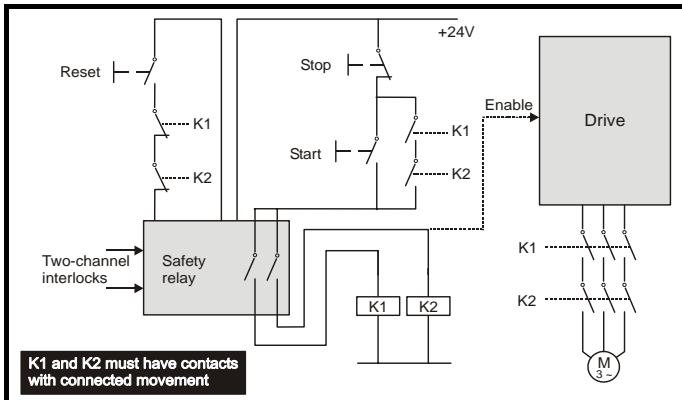 +24V
Reset
Stop
Enable
Drive
K1
K1
Start
K2
K2
Two-channel
interlocks
Safety
relay
K1
K2
K1
K2
M
3 ~
K1 and K2 must have contacts
with connected movement